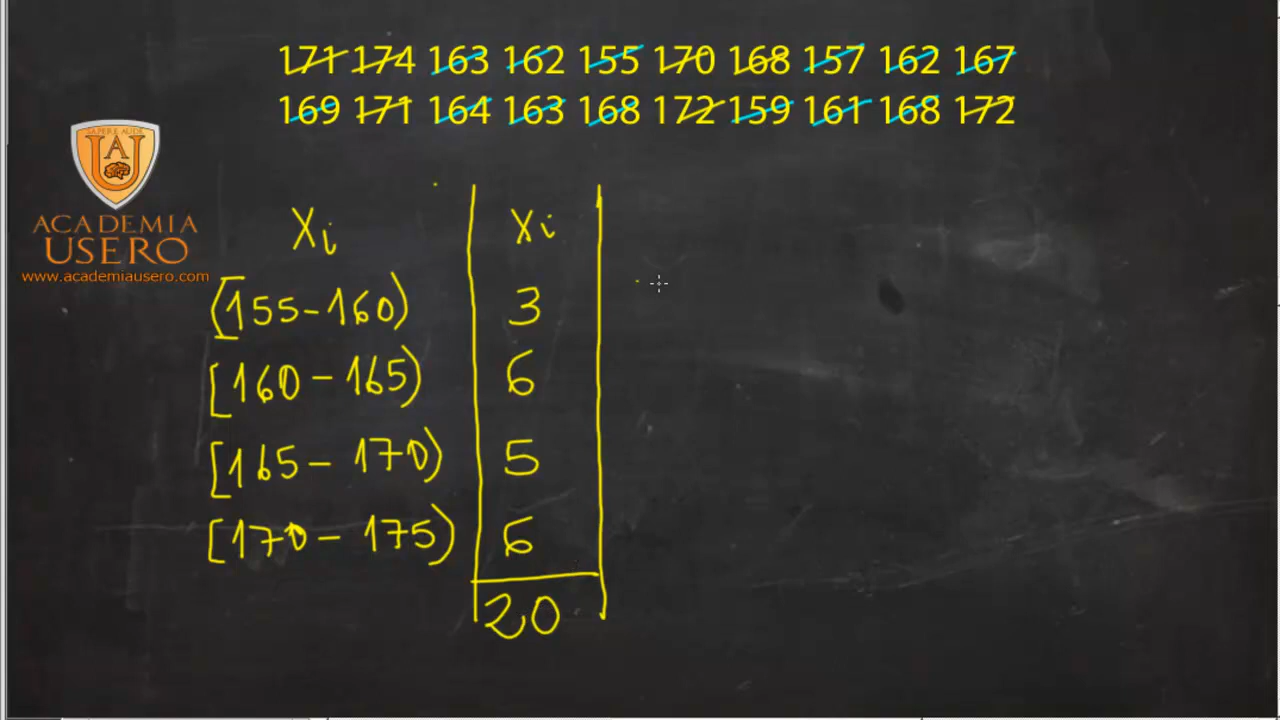 171 174 163 162 155 170 168 157 162 167
169 171 164 163 168 172 159 161 168 172
SAPERE AUDE
UA
ACADEMIA
USERO
www.academiausero.com
Xi xi
[155-160) 3
[160-165) 6
[165-170) 5
[170-175) 6
20